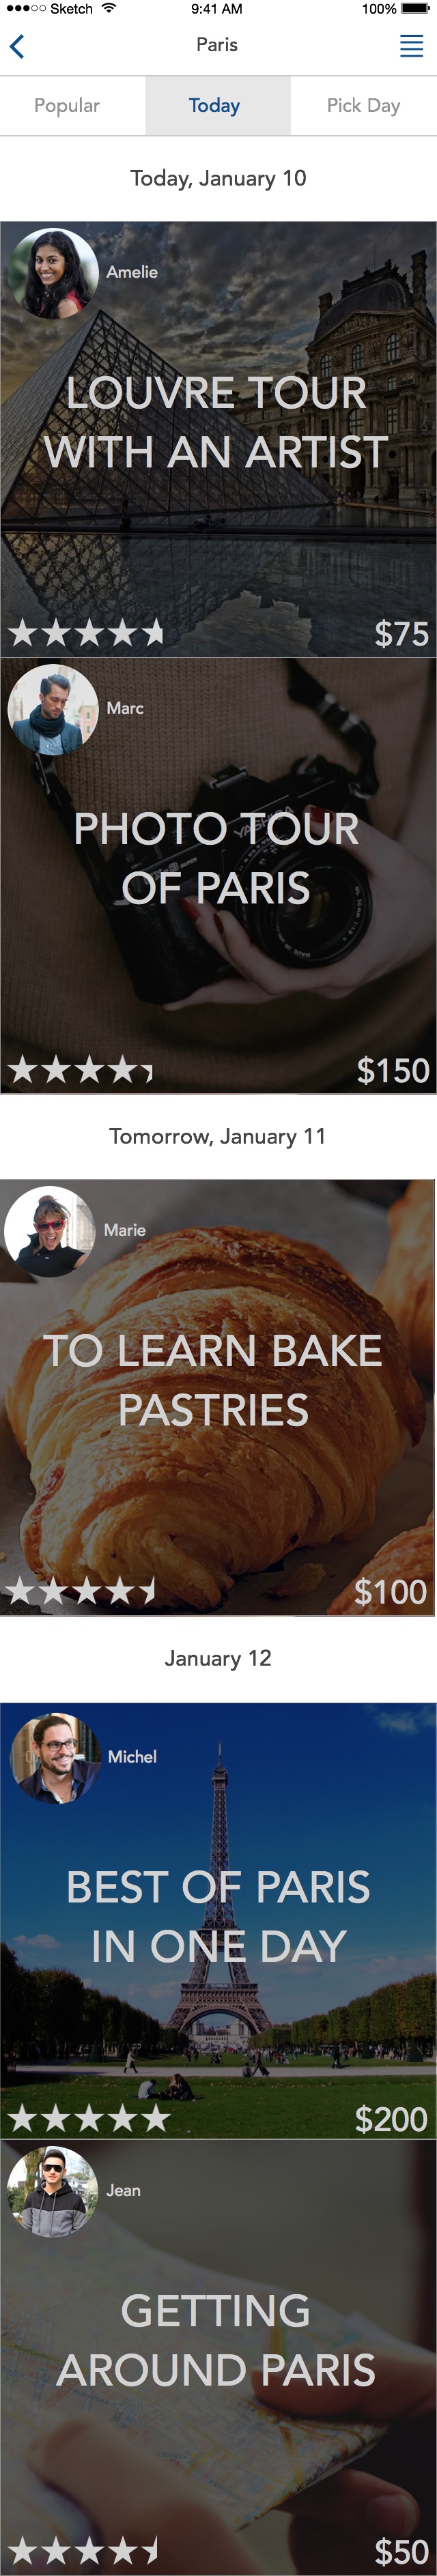 Sketch 9:41 AM 100%
Paris
Popular Today Pick Day
Today, January 10
Amelie
LOUVRE TOUR
WITH AN ARTIST
$75
Marc
PHOTO TOUR
OF PARIS
YASHICA
$150
Tomorrow, January 11
Marie
TO LEARN BAKE
PASTRIES
$100
January 12
Michel
BEST OF PARIS
IN ONE DAY
$200
Jean
GETTING
AROUND PARIS
$50